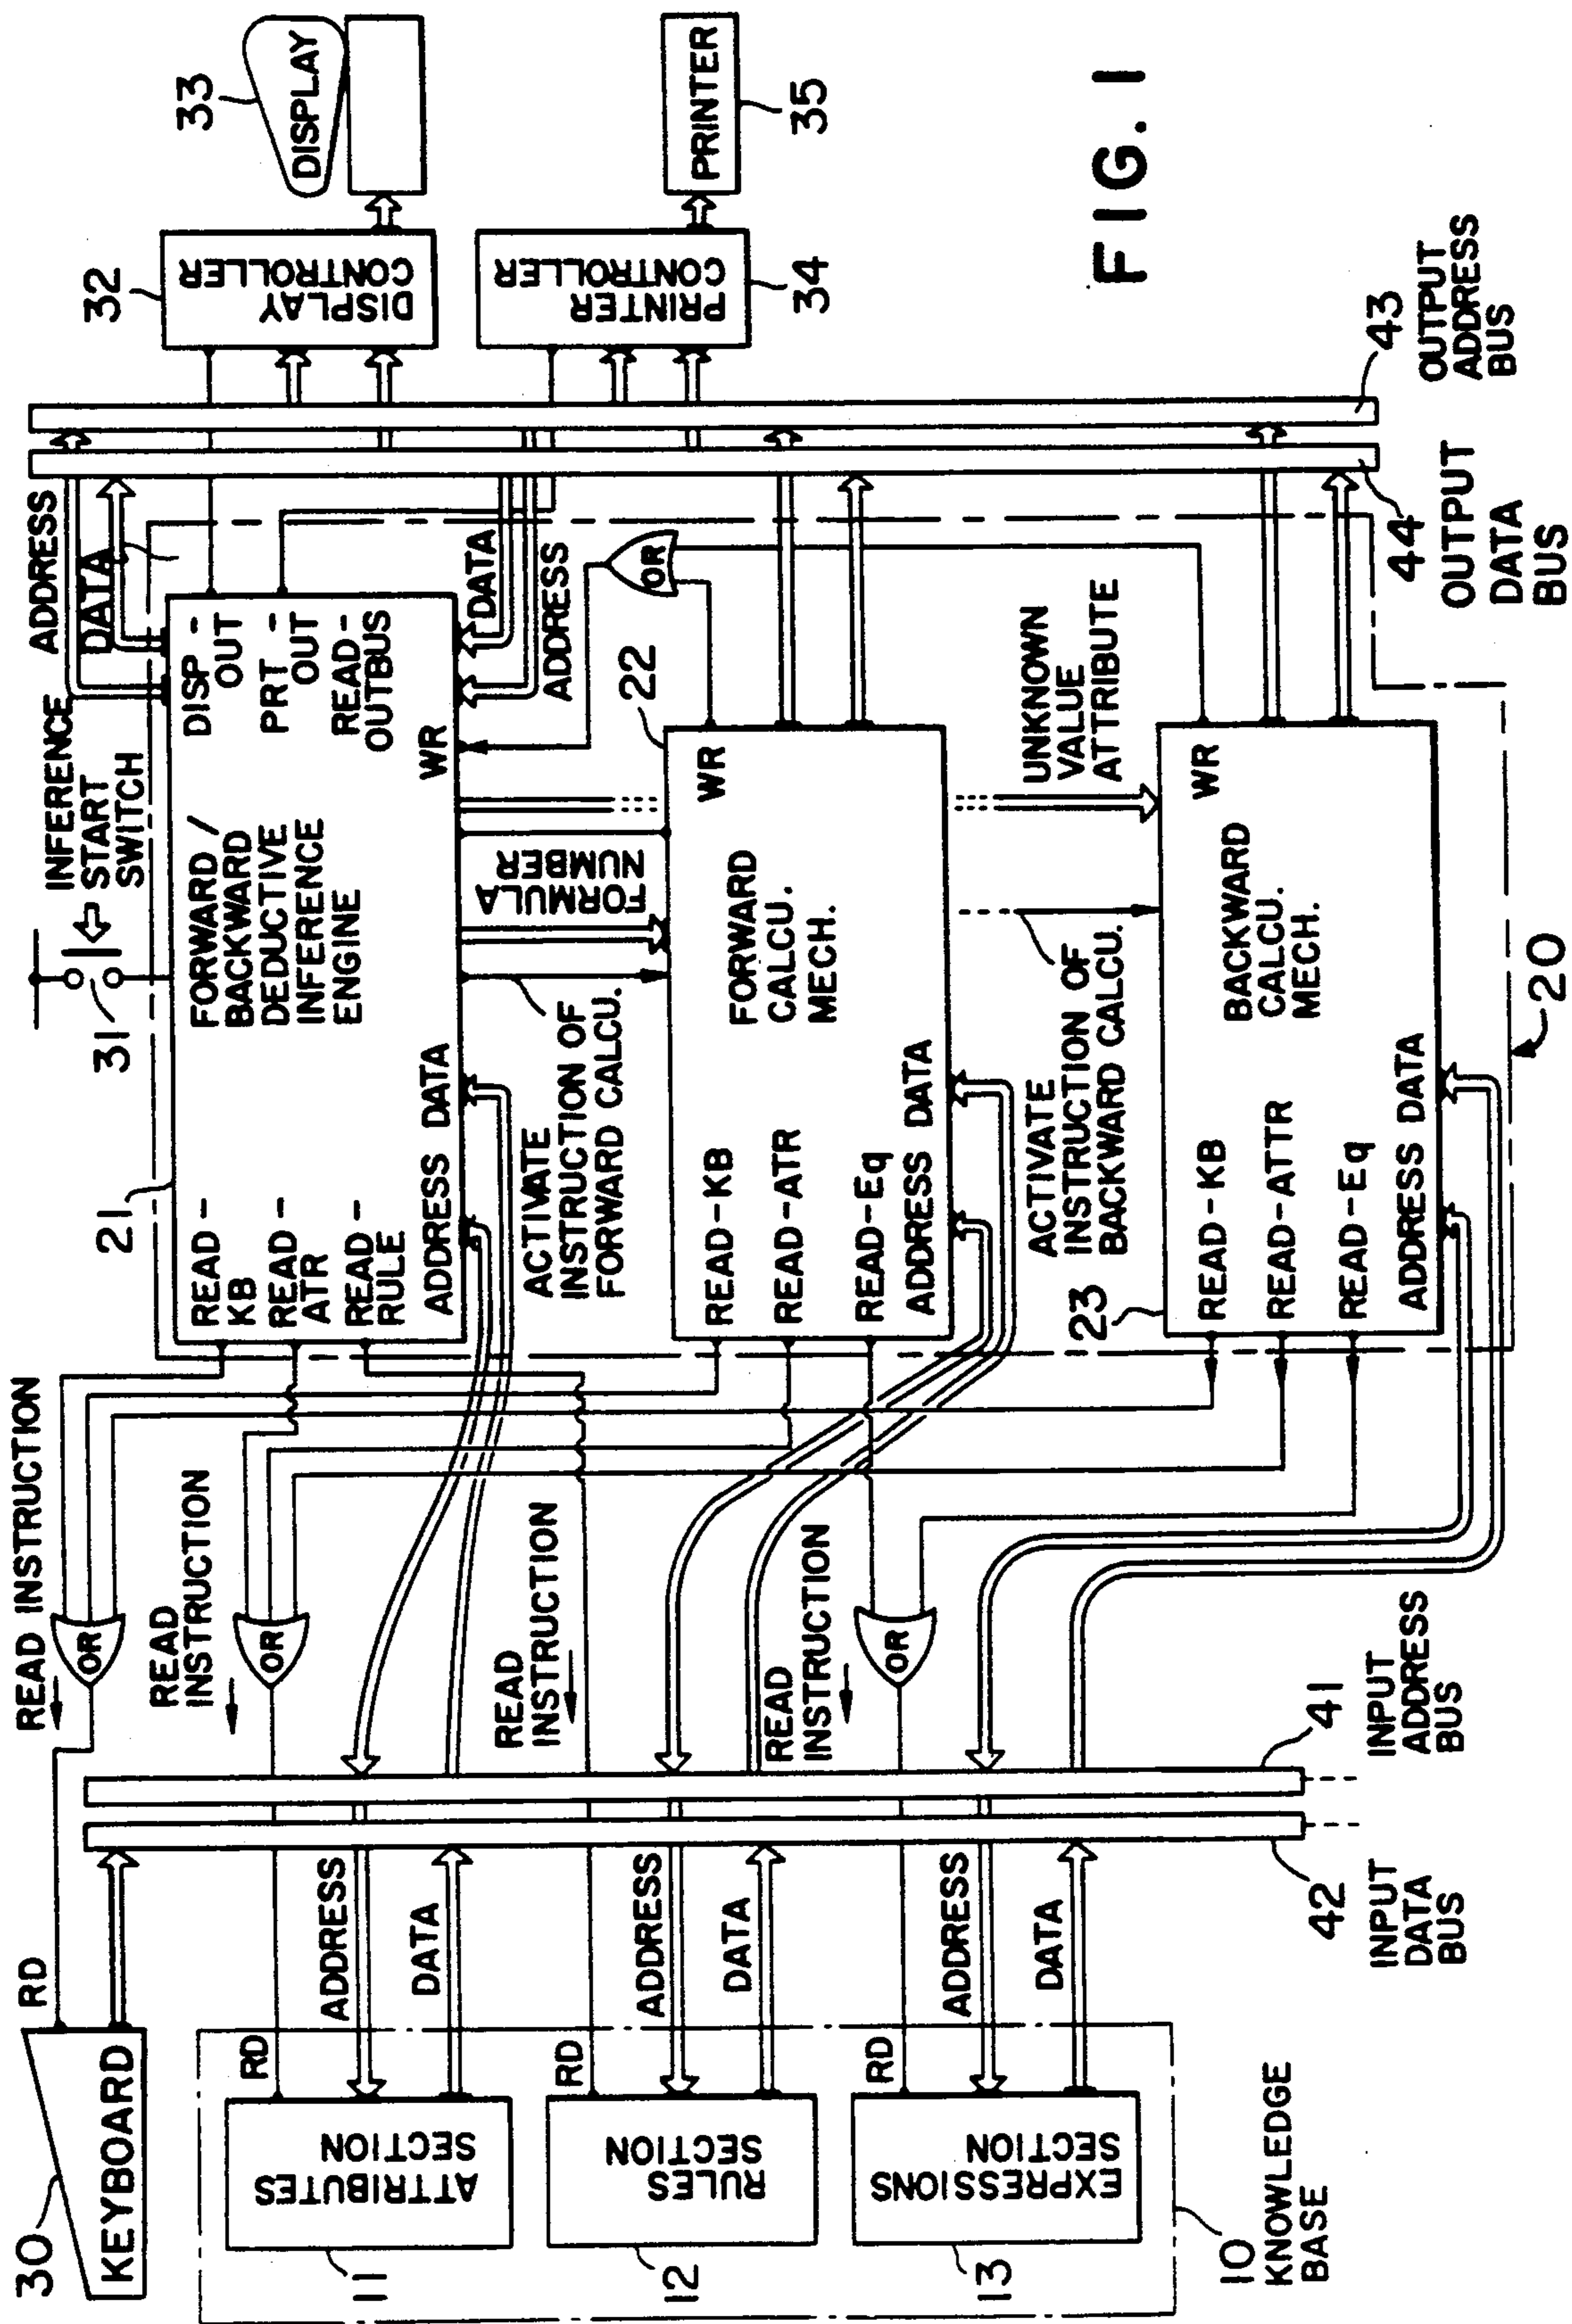 FIG. 1
30
KEYBOARD
RD
READ INSTRUCTION
OR
READ
INSTRUCTION
OR
READ
INSTRUCTION
READ
INSTRUCTION
OR
11
ATTRIBUTES
SECTION
RD
ADDRESS
DATA
12
RULES
SECTION
RD
ADDRESS
DATA
13
EXPRESSIONS
SECTION
RD
ADDRESS
DATA
10
KNOWLEDGE
BASE
42
INPUT
DATA
BUS
41
INPUT
ADDRESS
BUS
31
INFERENCE
START
SWITCH
21
READ-
KB
READ-
ATR
READ-
RULE
ADDRESS DATA
FORWARD/
BACKWARD
DEDUCTIVE
INFERENCE
ENGINE
DISP-
OUT
PRT-
OUT
READ-
OUTBUS
WR
ADDRESS
DATA
DATA
ADDRESS
ACTIVATE
INSTRUCTION OF
FORWARD CALCU.
FORMULA
NUMBER
OR
22
READ-KB
READ-ATR
READ-Eq
ADDRESS DATA
FORWARD
CALCU.
MECH.
WR
ACTIVATE
INSTRUCTION OF
BACKWARD CALCU.
UNKNOWN
VALUE
ATTRIBUTE
23
READ-KB
READ-ATTR
READ-Eq
ADDRESS DATA
BACKWARD
CALCU.
MECH.
WR
20
44
OUTPUT
DATA
BUS
43
OUTPUT
ADDRESS
BUS
32
DISPLAY
CONTROLLER
33
DISPLAY
34
PRINTER
CONTROLLER
35
PRINTER